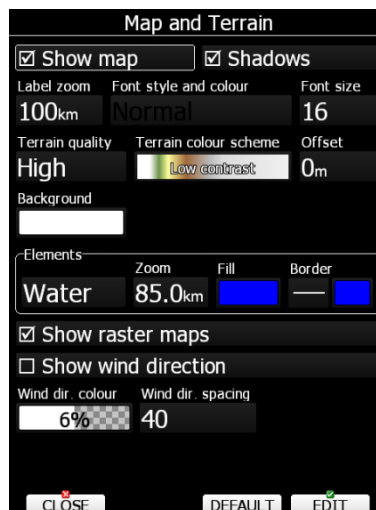 Map and Terrain
Show map Shadows
Label zoom Font style and colour Font size
100km Normal 16
Terrain quality Terrain colour scheme Offset
High Low contrast 0m
Background
Elements
Zoom Fill Border
Water 85.0km
Show raster maps
Show wind direction
Wind dir. colour Wind dir. spacing
6% 40
CLOSE DEFAULT EDIT